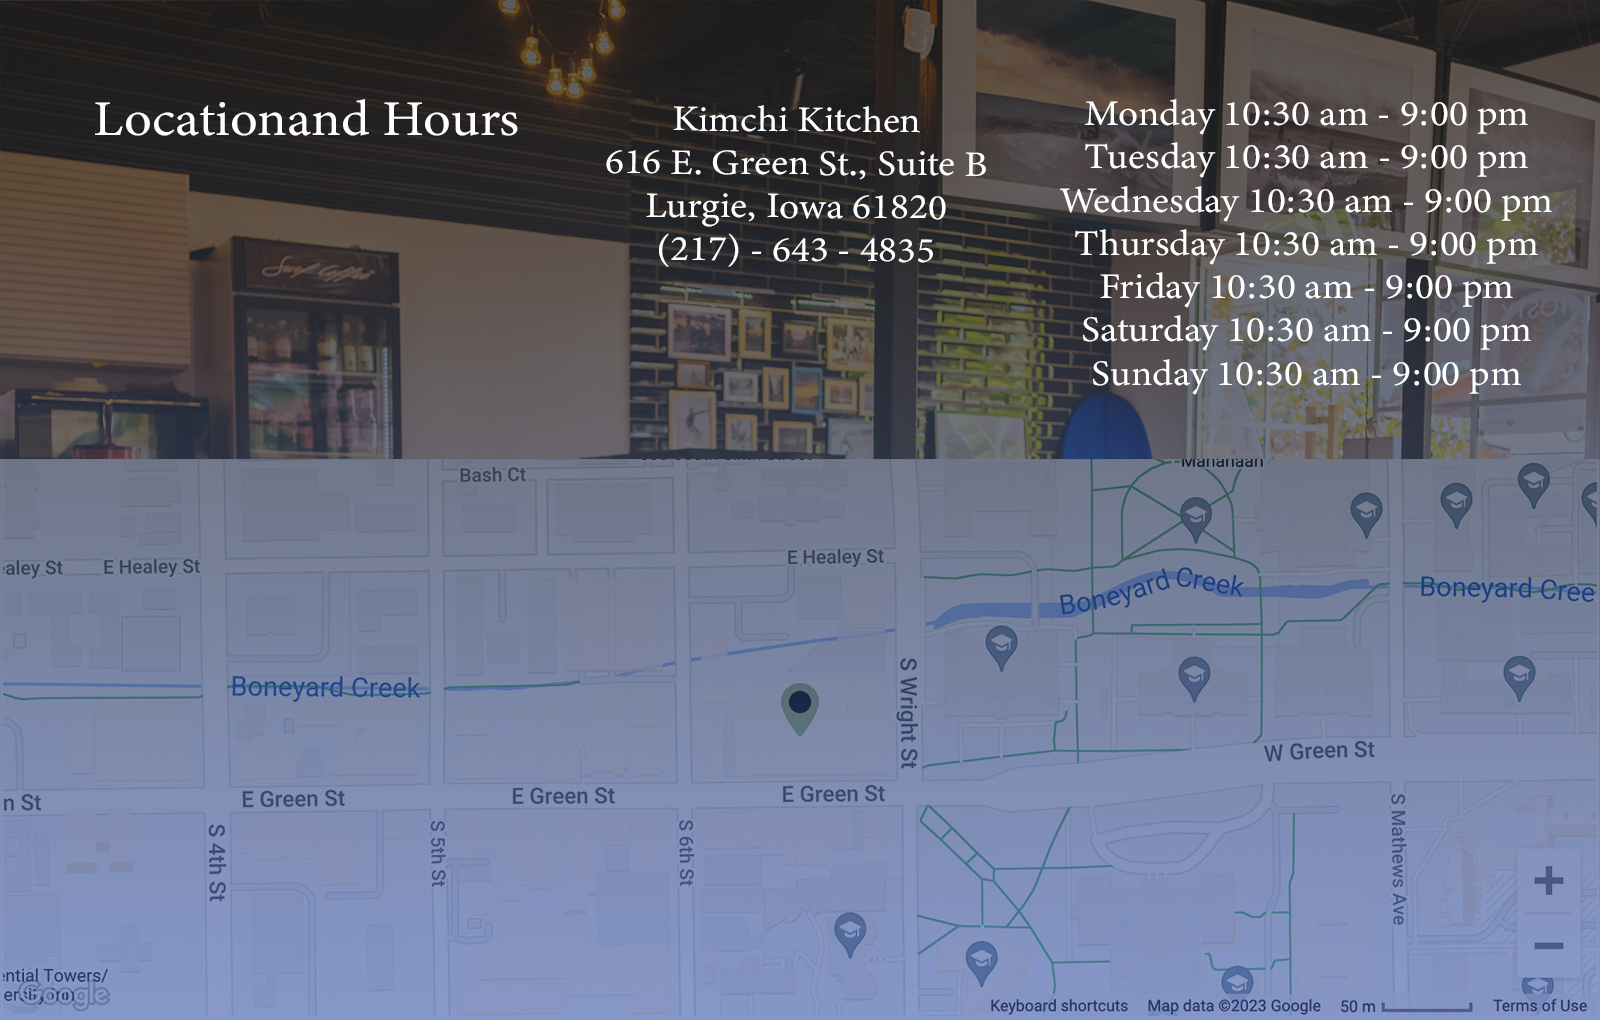 Locationand Hours
Kimchi Kitchen
616 E. Green St., Suite B
Lurgie, Iowa 61820
(217) - 643 - 4835
Monday 10:30 am - 9:00 pm
Tuesday 10:30 am - 9:00 pm
Wednesday 10:30 am - 9:00 pm
Thursday 10:30 am - 9:00 pm
Friday 10:30 am - 9:00 pm
Saturday 10:30 am - 9:00 pm
Sunday 10:30 am - 9:00 pm
Surf Coffee
Bash Ct
E Healey St
E Healey St
Boneyard Creek
Boneyard Creek
S Wright St
Boneyard Creek
W Green St
n St
E Green St
E Green St
E Green St
S 4th St
S 5th St
S 6th St
S Mathews Ave
+
−
ential Towers/
Google
Keyboard shortcuts
Map data ©2023 Google
50 m
Terms of Use